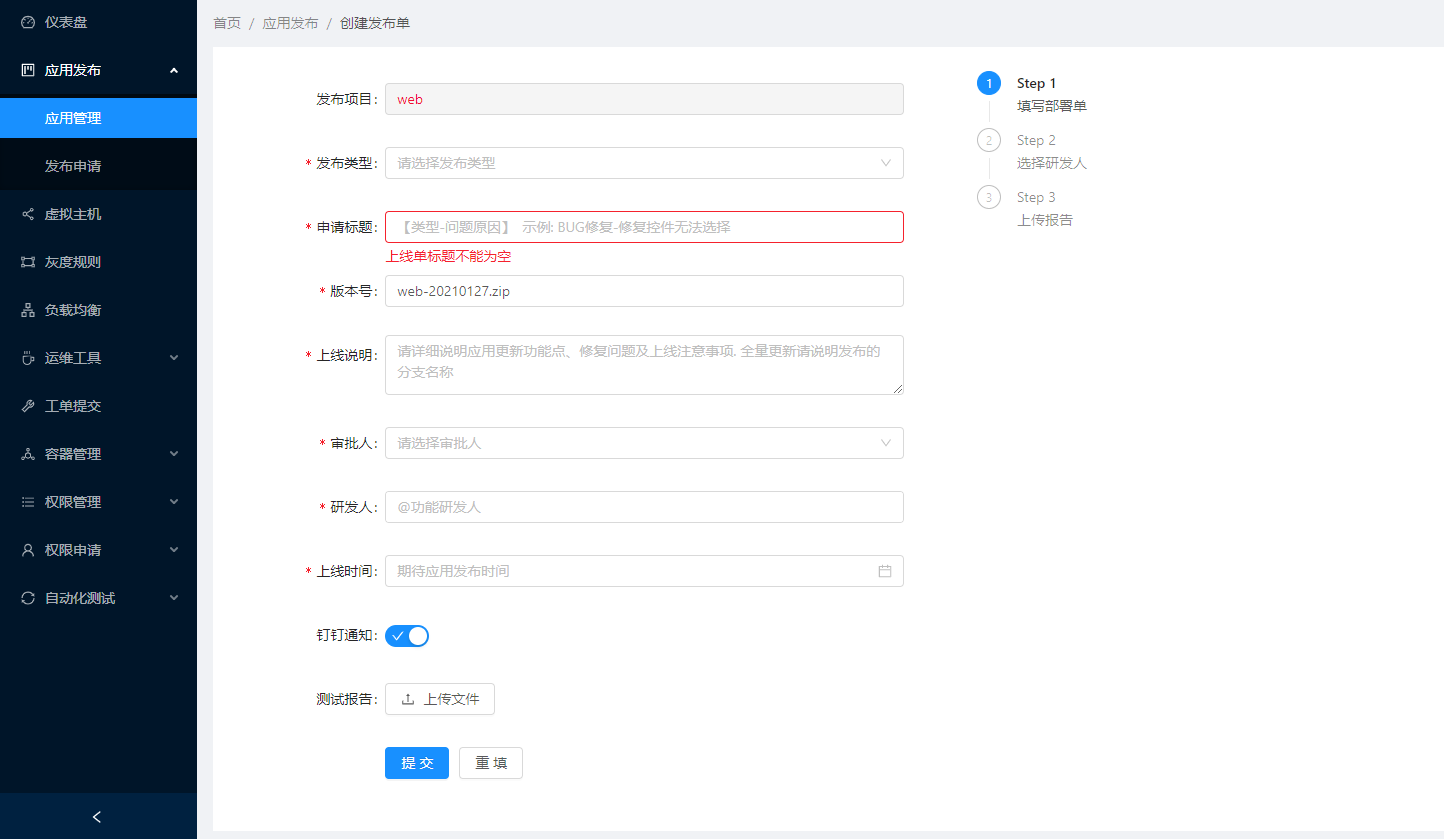 仪表盘
应用发布
应用管理
发布申请
虚拟主机
灰度规则
负载均衡
运维工具
工单提交
容器管理
权限管理
权限申请
自动化测试
首页 / 应用发布 / 创建发布单
发布项目: web
* 发布类型: 请选择发布类型
* 申请标题: 【类型-问题原因】 示例: BUG修复-修复控件无法选择
上线单标题不能为空
* 版本号: web-20210127.zip
* 上线说明: 请详细说明应用更新功能点、修复问题及上线注意事项. 全量更新请说明发布的
分支名称
* 审批人: 请选择审批人
* 研发人: @功能研发人
* 上线时间: 期待应用发布时间
钉钉通知:
测试报告: 上传文件
提 交 重 填
1 Step 1
填写部署单
2 Step 2
选择研发人
3 Step 3
上传报告